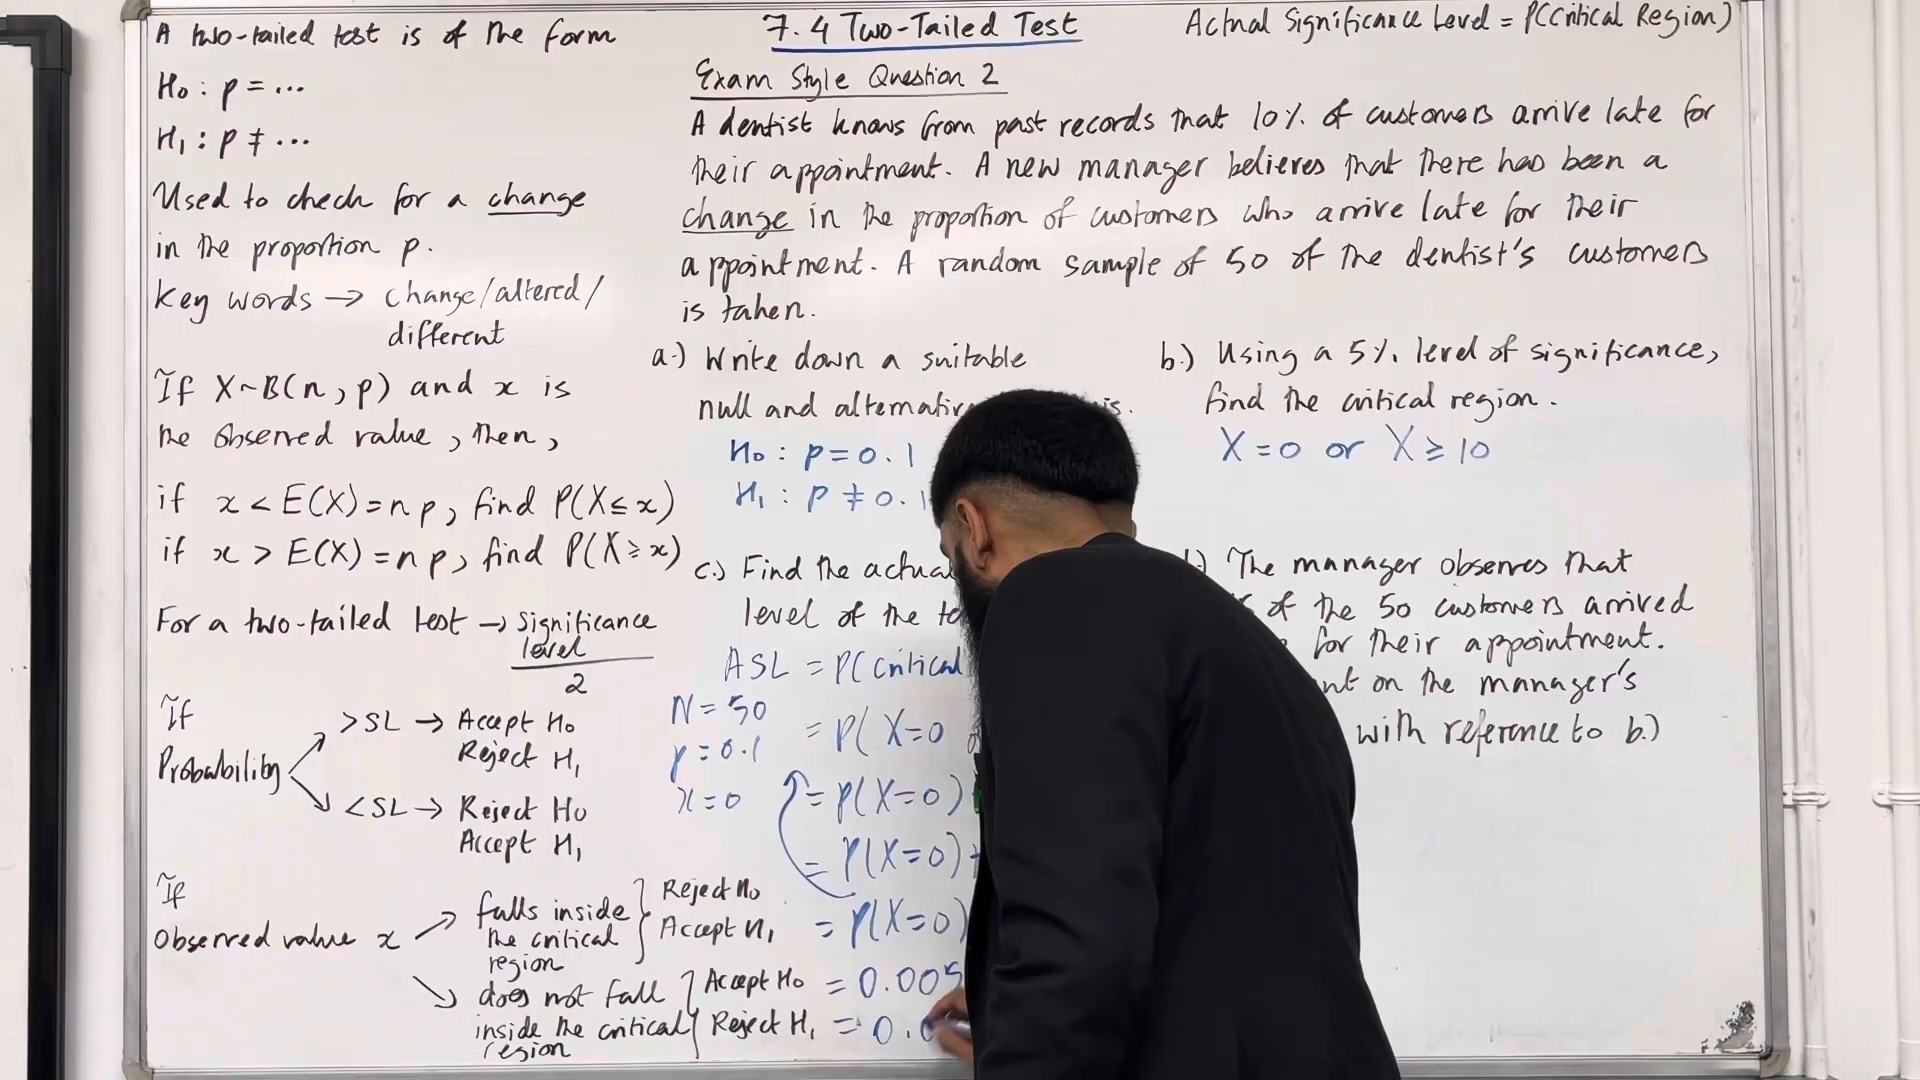 A two-tailed test is of the form
H₀ : p = ...
H₁ : p ≠ ...
Used to check for a change
in the proportion p.
Key words → change/altered/
different
If X~B(n, p) and x is
the observed value, then,
if x < E(X) = np, find P(X≤x)
if x > E(X) = np, find P(X≥x)
For a two-tailed test → significance
level
2
If
Probability
>SL → Accept H₀
Reject H₁
<SL → Reject H₀
Accept H₁
If
Observed value x
falls inside
the critical
region
Reject H₀
Accept H₁
does not fall
inside the critical
region
Accept H₀
Reject H₁
7.4 Two-Tailed Test
Actual Significance Level = P(Critical Region)
Exam Style Question 2
A dentist knows from past records that 10% of customers arrive late for
their appointment. A new manager believes that there has been a
change in the proportion of customers who arrive late for their
appointment. A random sample of 50 of the dentist's customers
is taken.
a.) Write down a suitable
null and
H₀ : p = 0.1
H₁ : p ≠ 0.1
b.) Using a 5% level of significance,
find the critical region.
X = 0 or X ≥ 10
c.) Find the
level of the
ASL = P(Critical
N = 50
p = 0.1
x = 0
= P( X=0
= P(X=0)
= P(X=0) +
= P(X=0)
= 0.005
= 0.0
The manager observes that
of the 50 customers arrived
for their appointment.
on the manager's
with reference to b.)